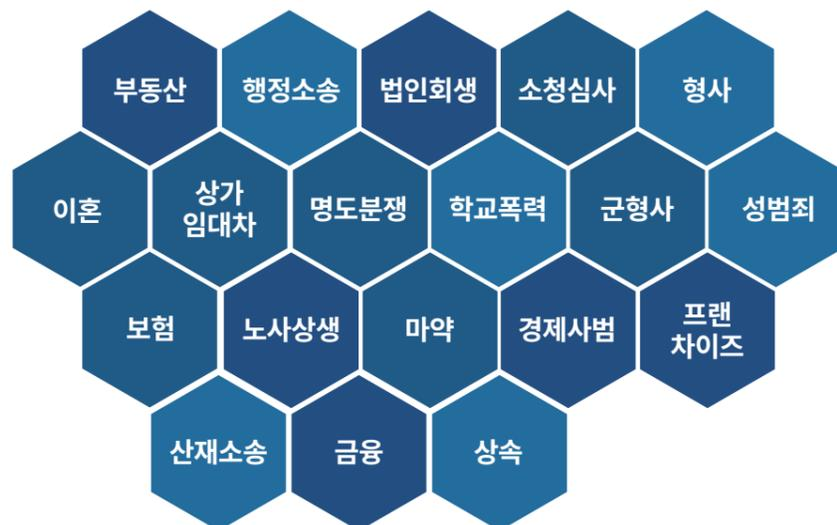 부동산
행정소송
법인회생
소청심사
형사
이혼
상가
임대차
명도분쟁
학교폭력
군형사
성범죄
보험
노사상생
마약
경제사범
프랜
차이즈
산재소송
금융
상속